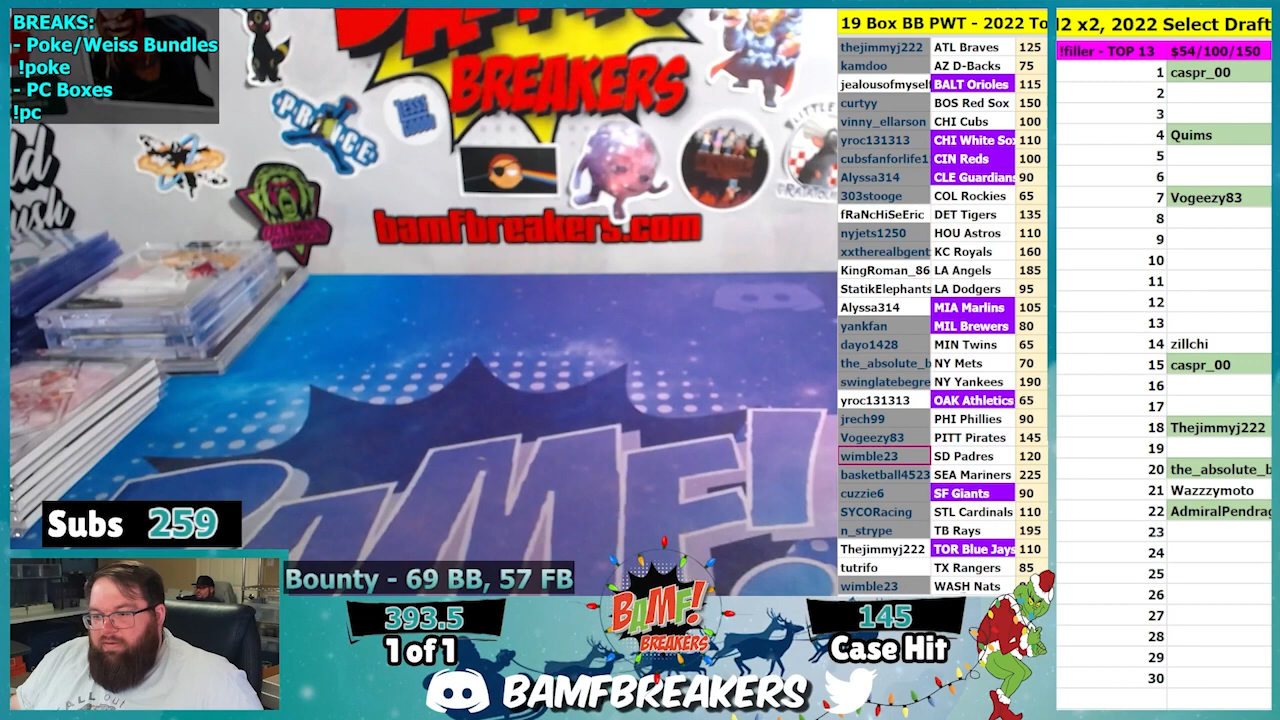 BREAKS:
- Poke/Weiss Bundles
!poke
- PC Boxes
!pc
BREAKERS
PRINCE
bamfbreakers.com
19 Box BB PWT - 2022 To
thejimmyj222 ATL Braves 125
kamdoo AZ D-Backs 75
jealousofmysel BALT Orioles 115
curtyy BOS Red Sox 150
vinny_ellarson CHI Cubs 100
yroc131313 CHI White Sox 110
cubsfanforlife1 CIN Reds 100
Alyssa314 CLE Guardians 90
303stooge COL Rockies 65
fRaNcHiSeEric DET Tigers 135
nyjets1250 HOU Astros 110
xxtherealbgent KC Royals 160
KingRoman_86 LA Angels 185
StatikElephants LA Dodgers 95
Alyssa314 MIA Marlins 105
yankfan MIL Brewers 80
dayo1428 MIN Twins 65
the_absolute_b NY Mets 70
swinglatebegre NY Yankees 190
yroc131313 OAK Athletics 65
jrech99 PHI Phillies 90
Vogeezy83 PITT Pirates 145
wimble23 SD Padres 120
basketball4523 SEA Mariners 225
cuzzie6 SF Giants 90
SYCORacing STL Cardinals 110
n_strype TB Rays 195
Thejimmyj222 TOR Blue Jays 110
tutrifo TX Rangers 85
wimble23 WASH Nats
l2 x2, 2022 Select Draft
!filler - TOP 13 $54/100/150
1 caspr_00
2
3
4 Quims
5
6
7 Vogeezy83
8
9
10
11
12
13
14 zillchi
15 caspr_00
16
17
18 Thejimmyj222
19
20 the_absolute_b
21 Wazzzymoto
22 AdmiralPendrag
23
24
25
26
27
28
29
30
BAMF!
Subs 259
Bounty - 69 BB, 57 FB
393.5
1 of 1
BAMF!
BREAKERS
145
Case Hit
BAMFBREAKERS